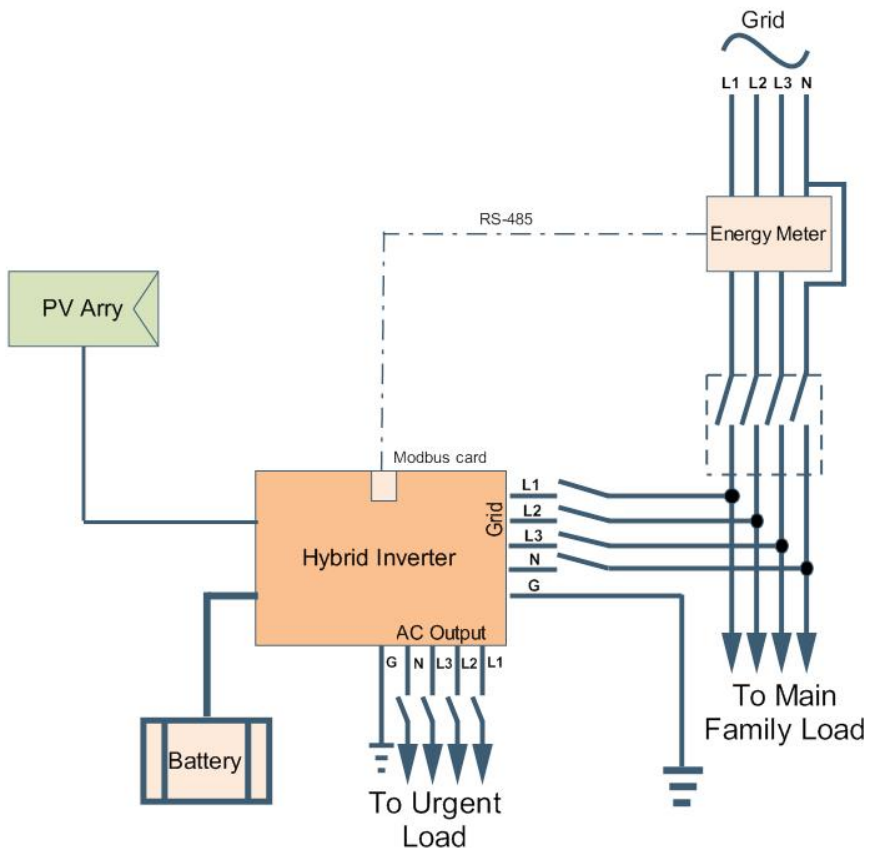 Grid
L1 L2 L3 N
RS-485
Energy Meter
PV Arry
Modbus card
L1
L2
L3
N
G
Grid
Hybrid Inverter
AC Output
G N L3 L2 L1
To Main
Family Load
Battery
To Urgent
Load